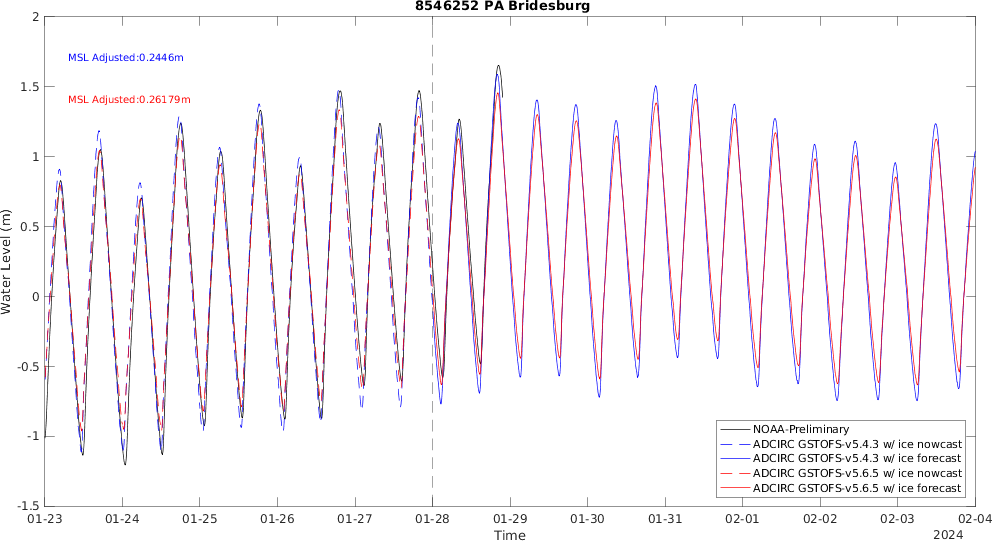 8546252 PA Bridesburg
MSL Adjusted:0.2446m
MSL Adjusted:0.26179m
Water Level (m)
2
1.5
1
0.5
0
-0.5
-1
-1.5
NOAA-Preliminary
ADCIRC GSTOFS-v5.4.3 w/ ice nowcast
ADCIRC GSTOFS-v5.4.3 w/ ice forecast
ADCIRC GSTOFS-v5.6.5 w/ ice nowcast
ADCIRC GSTOFS-v5.6.5 w/ ice forecast
01-23 01-24 01-25 01-26 01-27 01-28 01-29 01-30 01-31 02-01 02-02 02-03 02-04
Time
2024